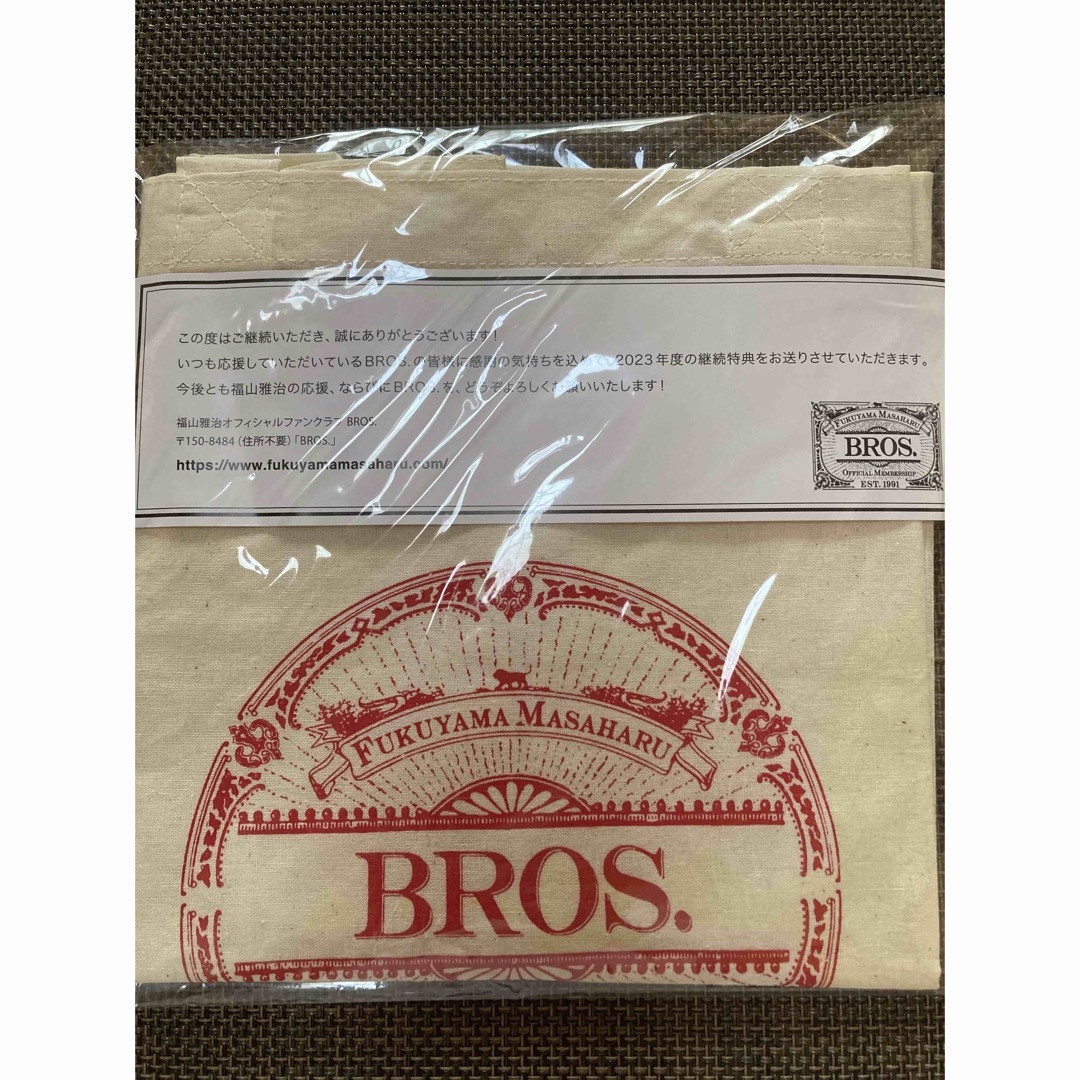 この度はご継続いただき、誠にありがとうございます！
いつも応援していただいているBROS.の皆様に感謝の気持ちを込めて、2023年度の継続特典をお送りさせていただきます。
今後とも福山雅治の応援、ならびにBROS.を、どうぞよろしくお願いいたします！
福山雅治オフィシャルファンクラブ BROS.
〒150-8484（住所不要）「BROS.」
https://www.fukuyamamasaharu.com/
FUKUYAMA MASAHARU
BROS.
OFFICIAL MEMBERSHIP
EST. 1991
FUKUYAMA MASAHARU
BROS.